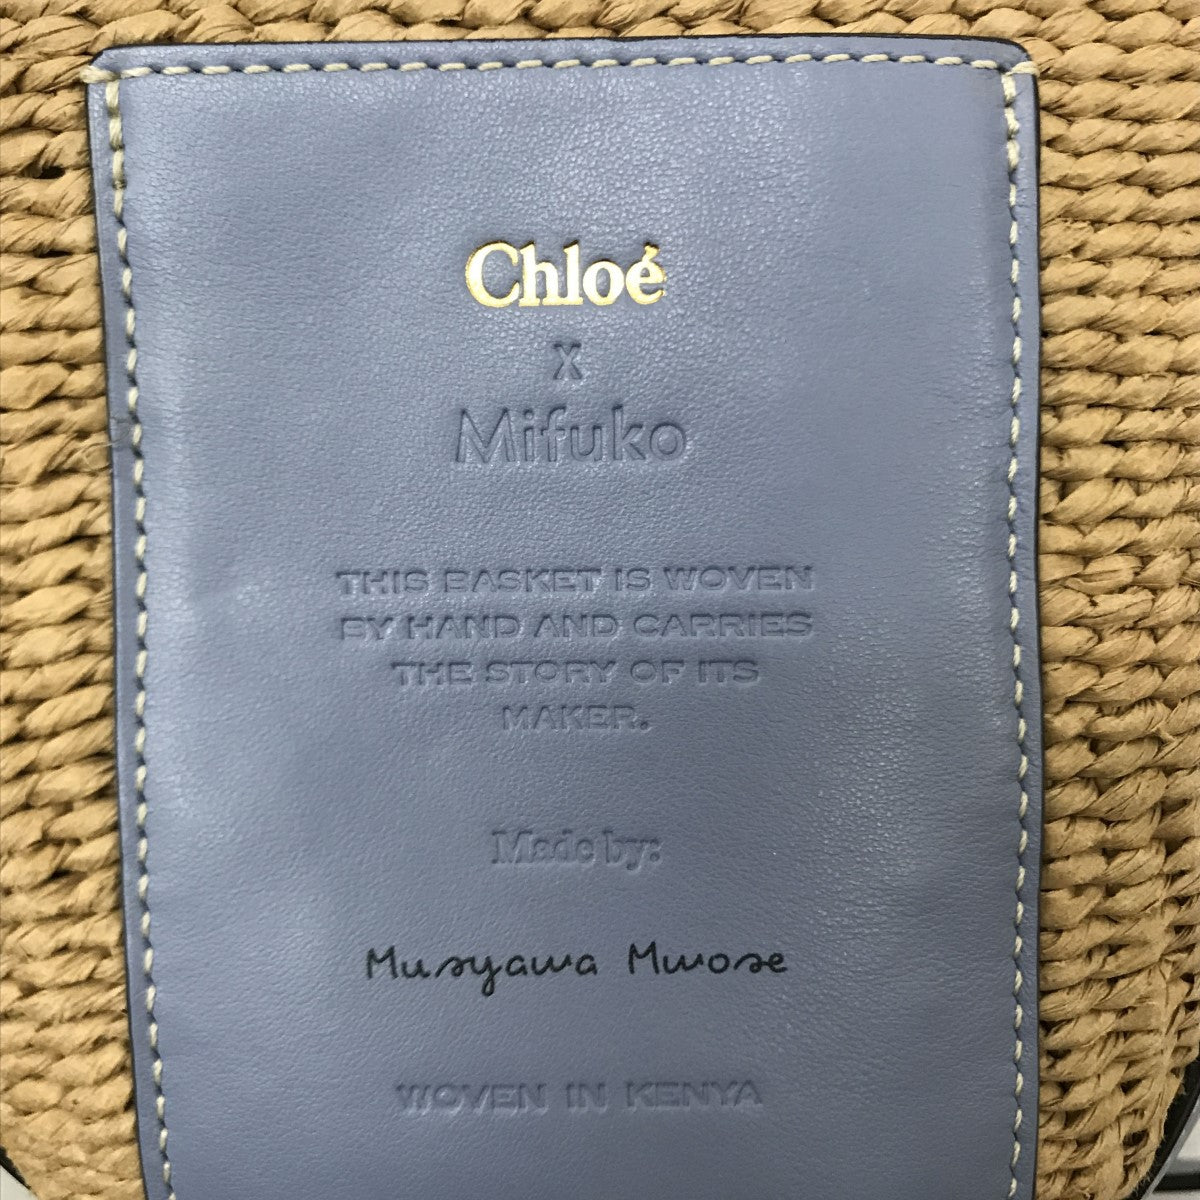 Chloé
X
Mifuko
THIS BASKET IS WOVEN
BY HAND AND CARRIES
THE STORY OF ITS
MAKER.
Made by:
Musyawa Mwose
WOVEN IN KENYA